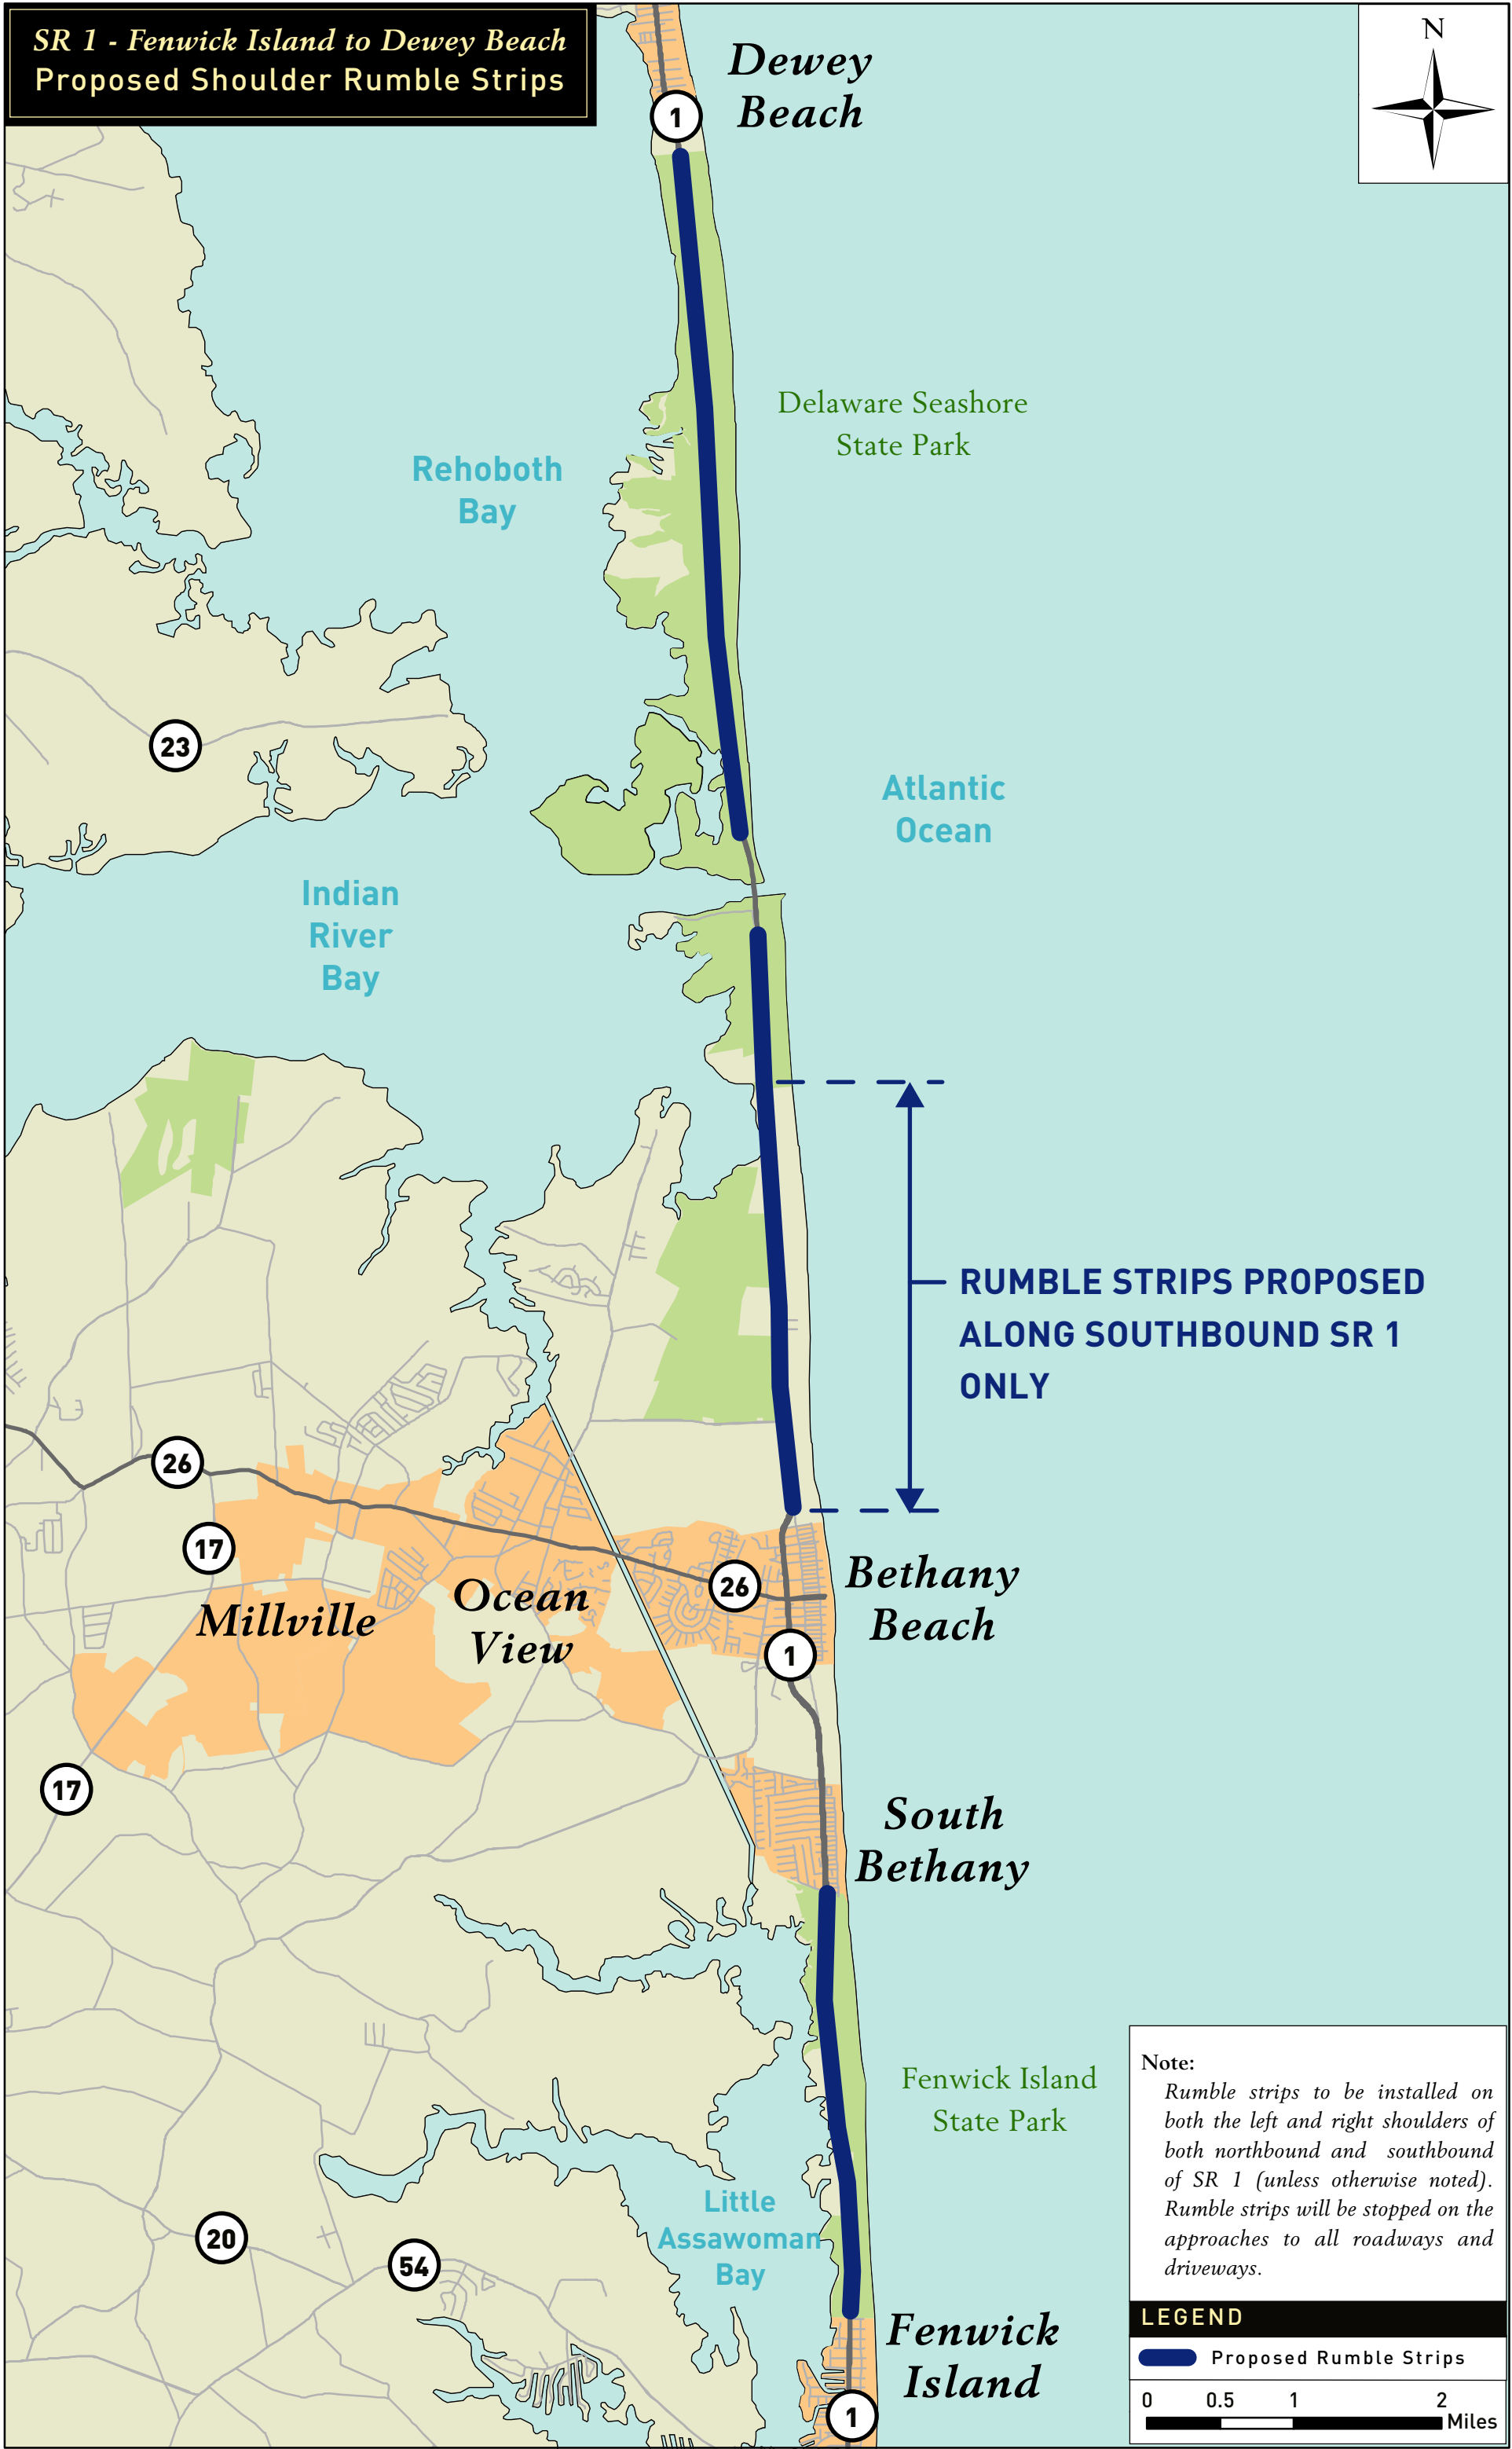 SR 1 - Fenwick Island to Dewey Beach
Proposed Shoulder Rumble Strips
N
Dewey
Beach
1
Delaware Seashore
State Park
Rehoboth
Bay
23
Atlantic
Ocean
Indian
River
Bay
RUMBLE STRIPS PROPOSED
ALONG SOUTHBOUND SR 1
ONLY
26
17
26
Bethany
Beach
Ocean
View
Millville
1
17
South
Bethany
Fenwick Island
State Park
Little
Assawoman
Bay
20
54
Fenwick
Island
1
Note:
Rumble strips to be installed on
both the left and right shoulders of
both northbound and southbound
of SR 1 (unless otherwise noted).
Rumble strips will be stopped on the
approaches to all roadways and
driveways.
LEGEND
Proposed Rumble Strips
0 0.5 1 2
Miles